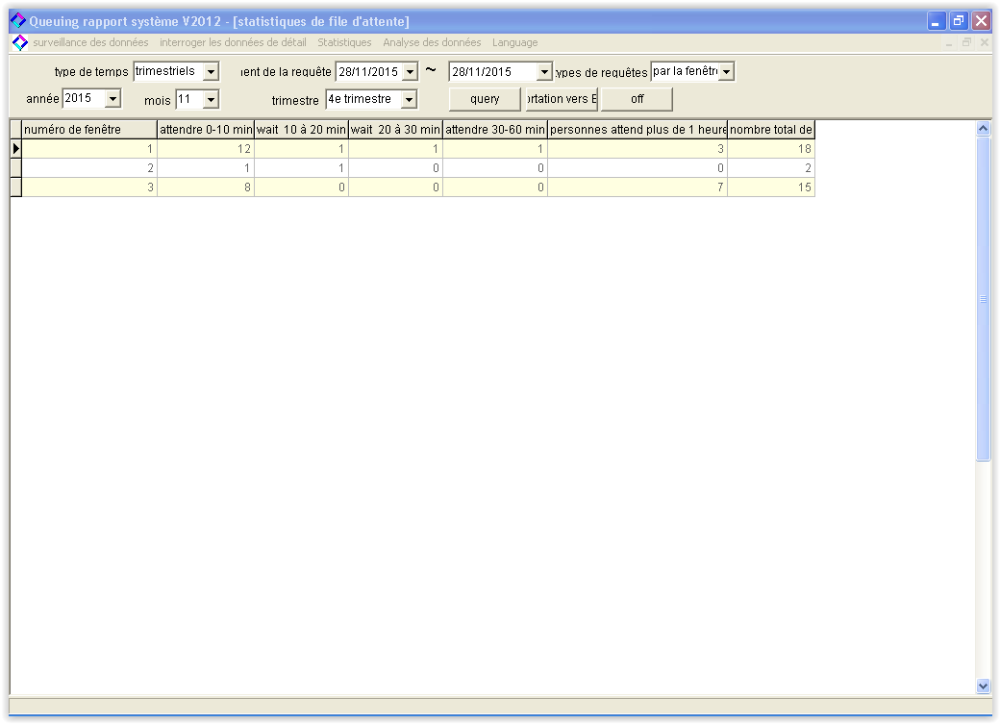 Queuing rapport système V2012 - [statistiques de file d'attente]
surveillance des données interroger les données de détail Statistiques Analyse des données Language
type de temps trimestriels ient de la requête 28/11/2015 ~ 28/11/2015 ypes de requêtes par la fenêtr
année 2015 mois 11 trimestre 4e trimestre query rtation vers E off
numéro de fenêtre attendre 0-10 min wait 10 à 20 min wait 20 à 30 min attendre 30-60 min personnes attend plus de 1 heure nombre total de
1 12 1 1 1 3 18
2 1 1 0 0 0 2
3 8 0 0 0 7 15